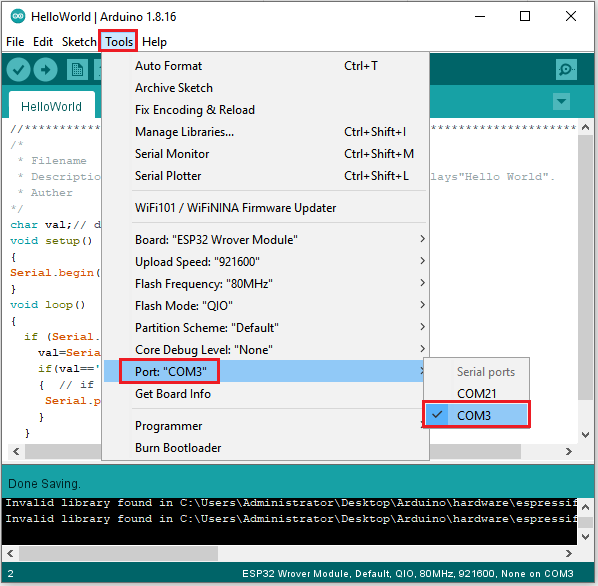 HelloWorld | Arduino 1.8.16
File Edit Sketch Tools Help
HelloWorld
Auto Format Ctrl+T
Archive Sketch
Fix Encoding & Reload
Manage Libraries... Ctrl+Shift+I
Serial Monitor Ctrl+Shift+M
Serial Plotter Ctrl+Shift+L
WiFi101 / WiFiNINA Firmware Updater
Board: "ESP32 Wrover Module"
Upload Speed: "921600"
Flash Frequency: "80MHz"
Flash Mode: "QIO"
Partition Scheme: "Default"
Core Debug Level: "None"
Port: "COM3"
Get Board Info
Programmer
Burn Bootloader
Serial ports
COM21
COM3
//***********
/*
* Filename
* Descriptio lays"Hello World".
* Auther
*/
char val;// d
void setup()
{
Serial.begin(
}
void loop()
{
if (Serial.
val=Seria
if(val=='
{ // if
Serial.p
}
}
Done Saving.
Invalid library found in C:\Users\Administrator\Desktop\Arduino\hardware\espressif
Invalid library found in C:\Users\Administrator\Desktop\Arduino\hardware\espressif
2 ESP32 Wrover Module, Default, QIO, 80MHz, 921600, None on COM3